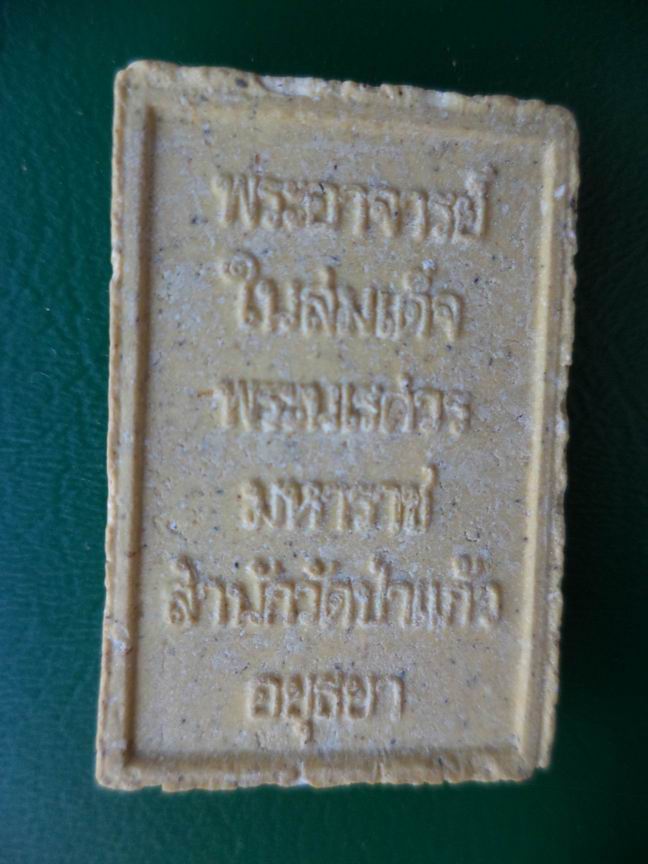 พระอาจารย์
ในสมเด็จ
พระนเรศวร
มหาราช
สำนักวัดป่าแก้ว
อยุธยา